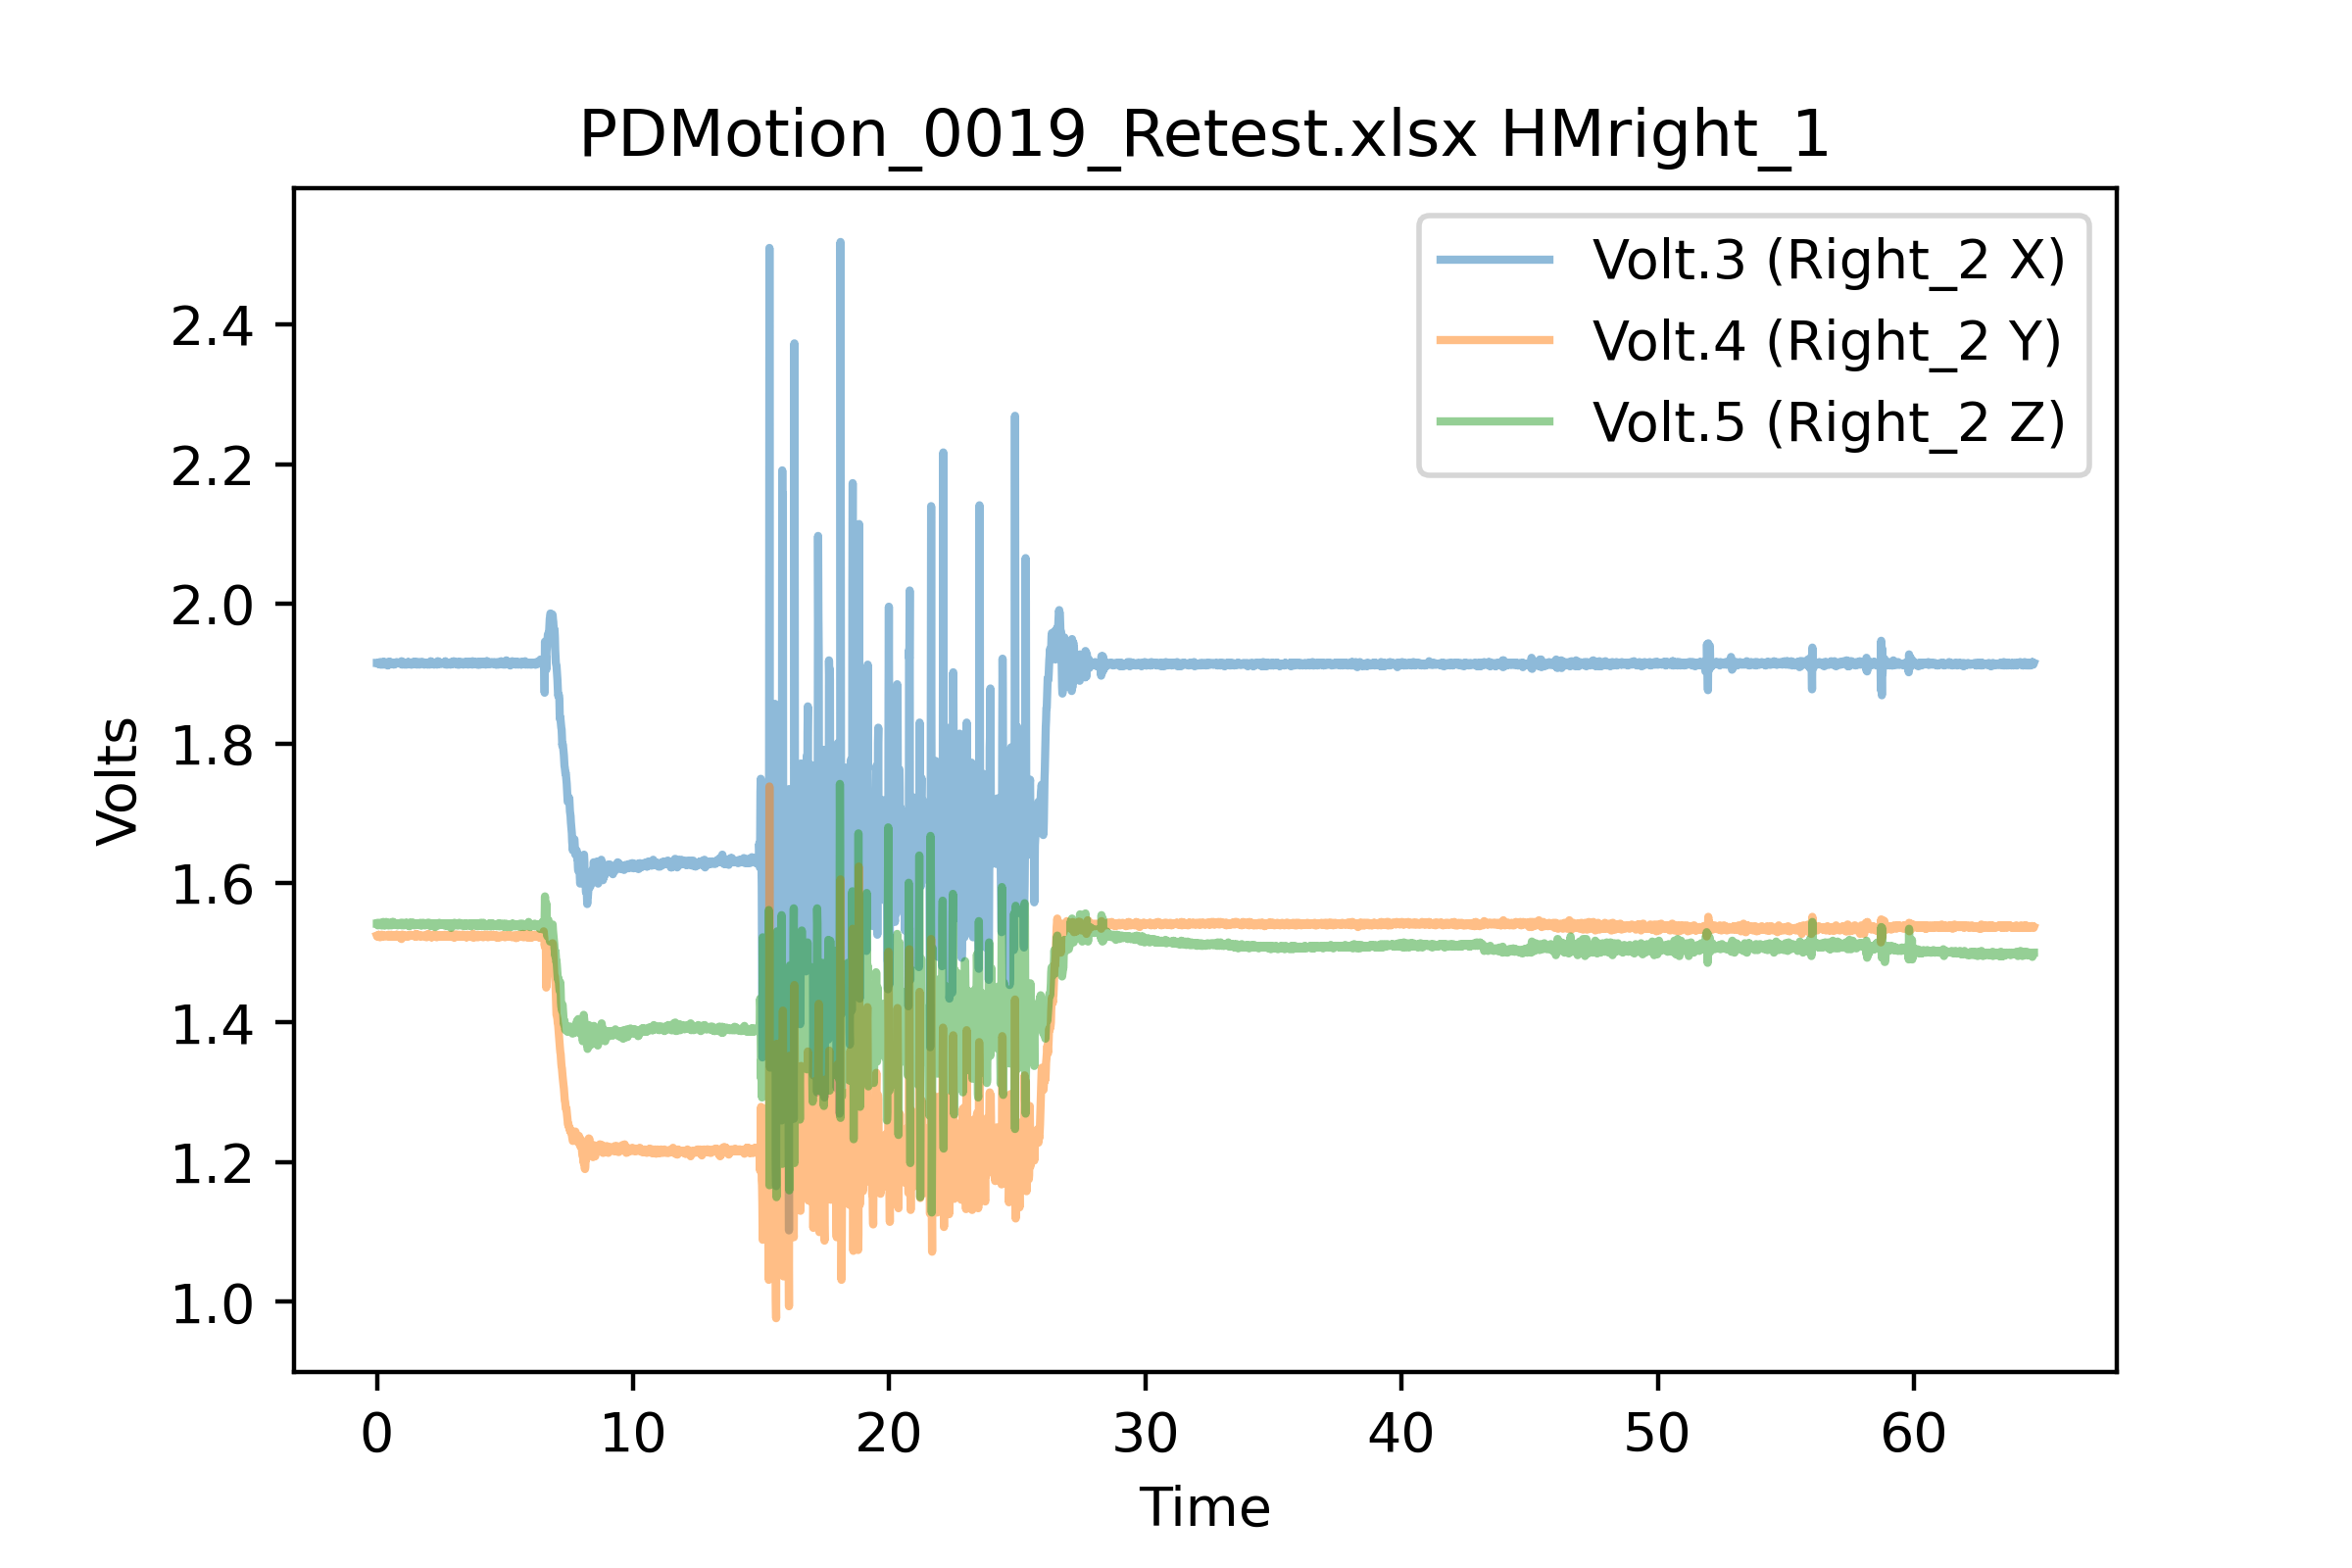 PDMotion_0019_Retest.xlsx HMright_1
Volt.3 (Right_2 X)
Volt.4 (Right_2 Y)
Volt.5 (Right_2 Z)
2.4
2.2
2.0
1.8
1.6
1.4
1.2
1.0
Volts
0 10 20 30 40 50 60
Time